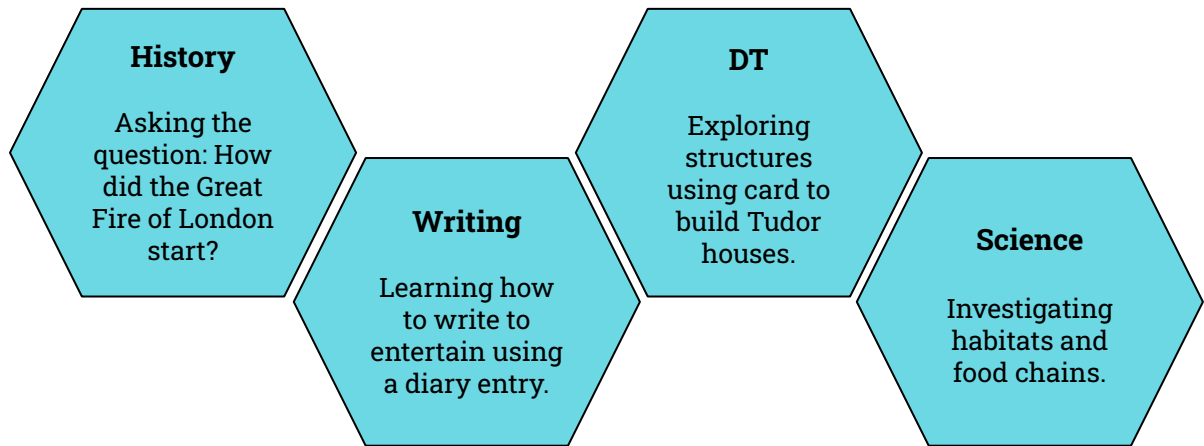 History
Asking the
question: How
did the Great
Fire of London
start?
Writing
Learning how
to write to
entertain using
a diary entry.
DT
Exploring
structures
using card to
build Tudor
houses.
Science
Investigating
habitats and
food chains.